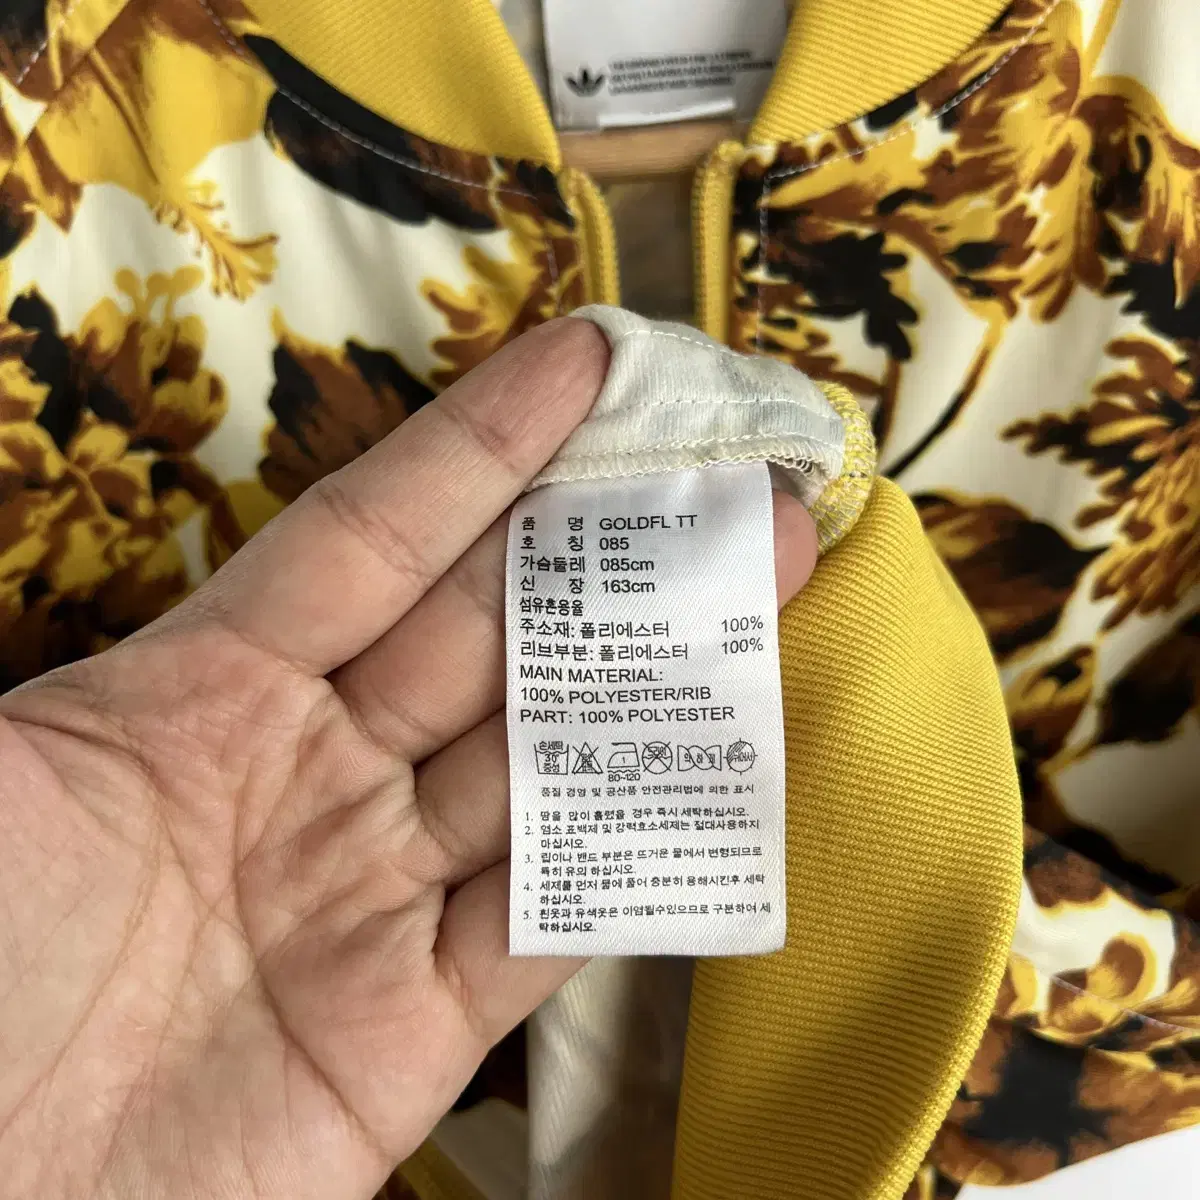 품 명 GOLDFL TT
호 칭 085
가슴둘레 085cm
신 장 163cm
섬유혼용율
주소재: 폴리에스터 100%
리브부분: 폴리에스터 100%
MAIN MATERIAL:
100% POLYESTER/RIB
PART: 100% POLYESTER
손세탁 30 중성
1
80~120
품질 경영 및 공산품 안전관리법에 의한 표시
1. 땀을 많이 흘렸을 경우 즉시 세탁하십시오.
2. 염소 표백제 및 강력효소세제는 절대사용하지
마십시오.
3. 립이나 밴드 부분은 뜨거운 물에서 변형되므로
특히 유의 하십시오.
4. 세제를 먼저 물에 풀어 충분히 용해시킨후 세탁
하십시오.
5. 흰옷과 유색옷은 이염될수있으므로 구분하여 세
탁하십시오.